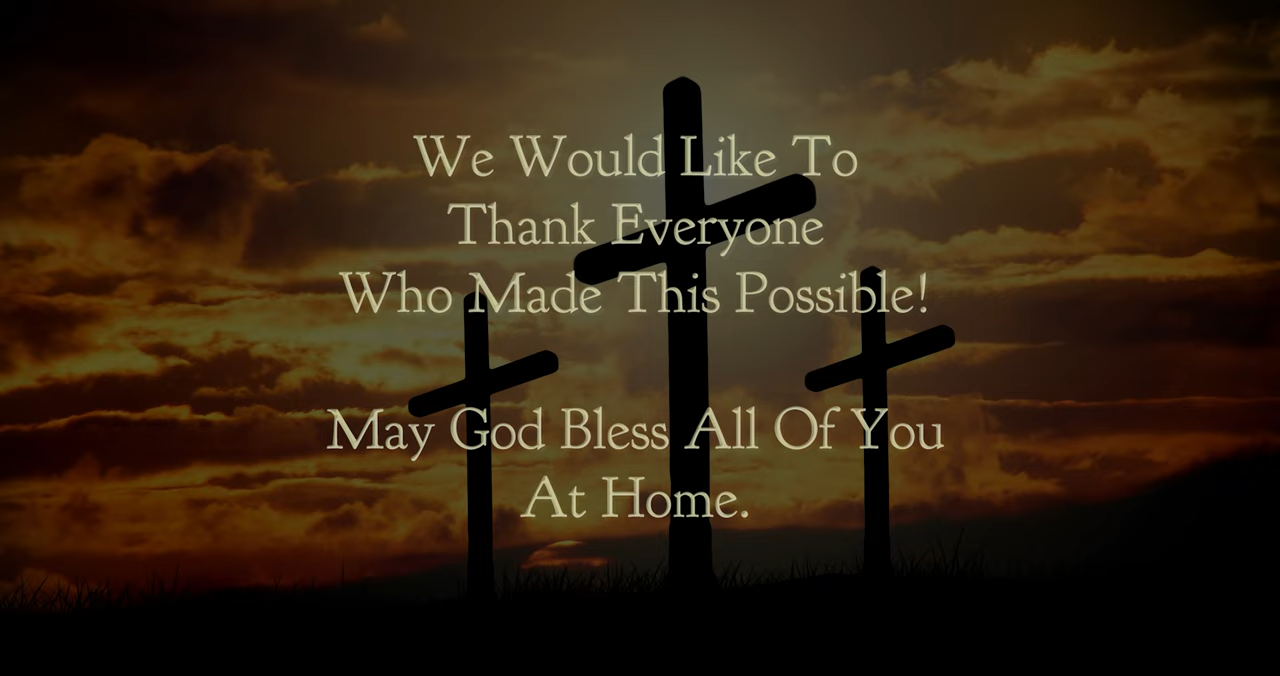 We Would Like To
Thank Everyone
Who Made This Possible!
May God Bless All Of You
At Home.